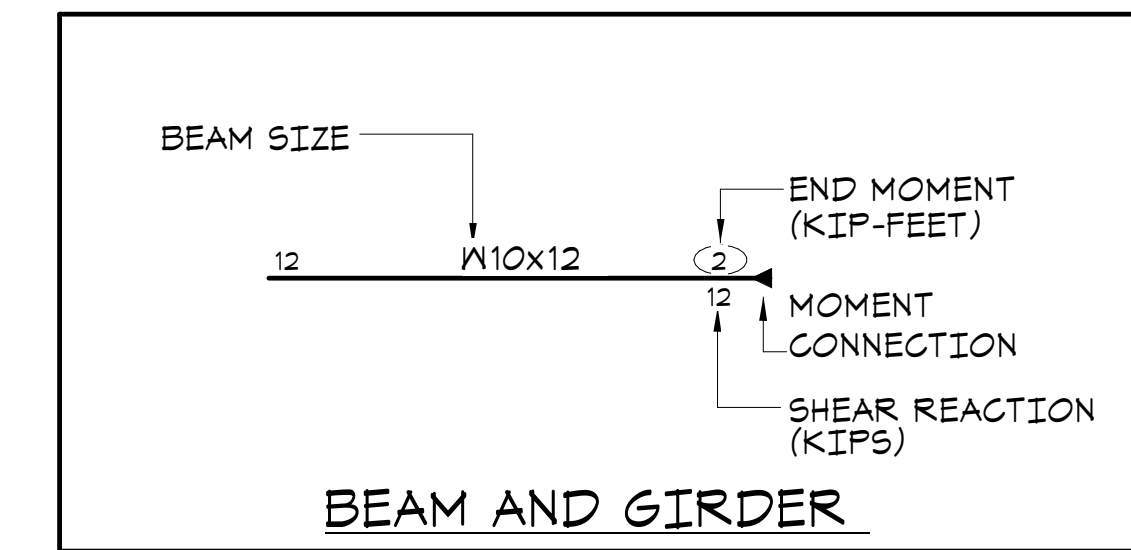 BEAM SIZE
END MOMENT
(KIP-FEET)
12
W10x12
2
12
MOMENT
CONNECTION
SHEAR REACTION
(KIPS)
BEAM AND GIRDER